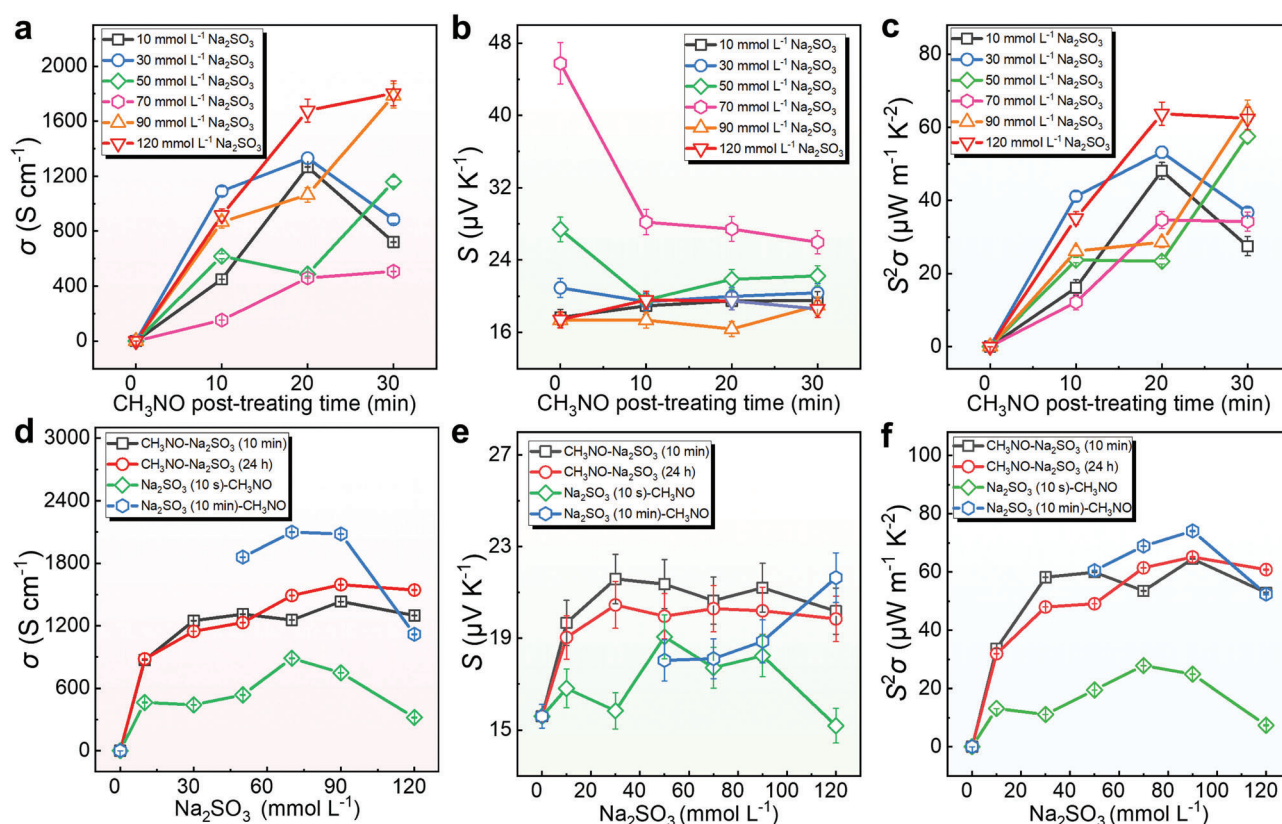 a
σ (S cm⁻¹)
2200
1800
1600
1200
800
400
0
10 mmol L⁻¹ Na₂SO₃
30 mmol L⁻¹ Na₂SO₃
50 mmol L⁻¹ Na₂SO₃
70 mmol L⁻¹ Na₂SO₃
90 mmol L⁻¹ Na₂SO₃
120 mmol L⁻¹ Na₂SO₃
0 10 20 30
CH₃NO post-treating time (min)
b
S (µV K⁻¹)
48
40
32
24
16
10 mmol L⁻¹ Na₂SO₃
30 mmol L⁻¹ Na₂SO₃
50 mmol L⁻¹ Na₂SO₃
70 mmol L⁻¹ Na₂SO₃
90 mmol L⁻¹ Na₂SO₃
120 mmol L⁻¹ Na₂SO₃
0 10 20 30
CH₃NO post-treating time (min)
c
S²σ (µW m⁻¹ K⁻²)
80
60
40
20
0
10 mmol L⁻¹ Na₂SO₃
30 mmol L⁻¹ Na₂SO₃
50 mmol L⁻¹ Na₂SO₃
70 mmol L⁻¹ Na₂SO₃
90 mmol L⁻¹ Na₂SO₃
120 mmol L⁻¹ Na₂SO₃
0 10 20 30
CH₃NO post-treating time (min)
d
σ (S cm⁻¹)
3000
2400
1800
1200
600
0
CH₃NO-Na₂SO₃ (10 min)
CH₃NO-Na₂SO₃ (24 h)
Na₂SO₃ (10 s)-CH₃NO
Na₂SO₃ (10 min)-CH₃NO
0 30 60 90 120
Na₂SO₃ (mmol L⁻¹)
e
S (µV K⁻¹)
27
23
19
15
CH₃NO-Na₂SO₃ (10 min)
CH₃NO-Na₂SO₃ (24 h)
Na₂SO₃ (10 s)-CH₃NO
Na₂SO₃ (10 min)-CH₃NO
0 20 40 60 80 100 120
Na₂SO₃ (mmol L⁻¹)
f
S²σ (µW m⁻¹ K⁻²)
100
80
60
40
20
0
CH₃NO-Na₂SO₃ (10 min)
CH₃NO-Na₂SO₃ (24 h)
Na₂SO₃ (10 s)-CH₃NO
Na₂SO₃ (10 min)-CH₃NO
0 20 40 60 80 100 120
Na₂SO₃ (mmol L⁻¹)